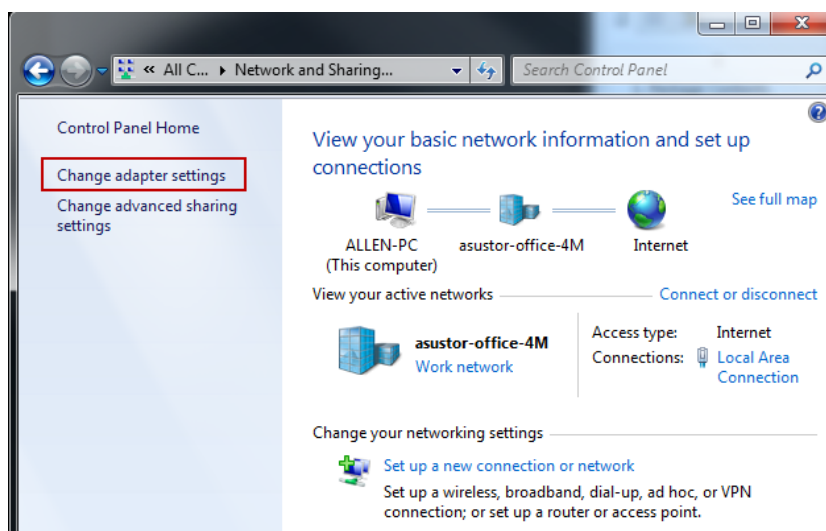 « All C... ▸ Network and Sharing...
Search Control Panel
Control Panel Home
Change adapter settings
Change advanced sharing
settings
View your basic network information and set up
connections
See full map
ALLEN-PC
(This computer)
asustor-office-4M
Internet
View your active networks
Connect or disconnect
asustor-office-4M
Work network
Access type: Internet
Connections: Local Area
Connection
Change your networking settings
Set up a new connection or network
Set up a wireless, broadband, dial-up, ad hoc, or VPN
connection; or set up a router or access point.